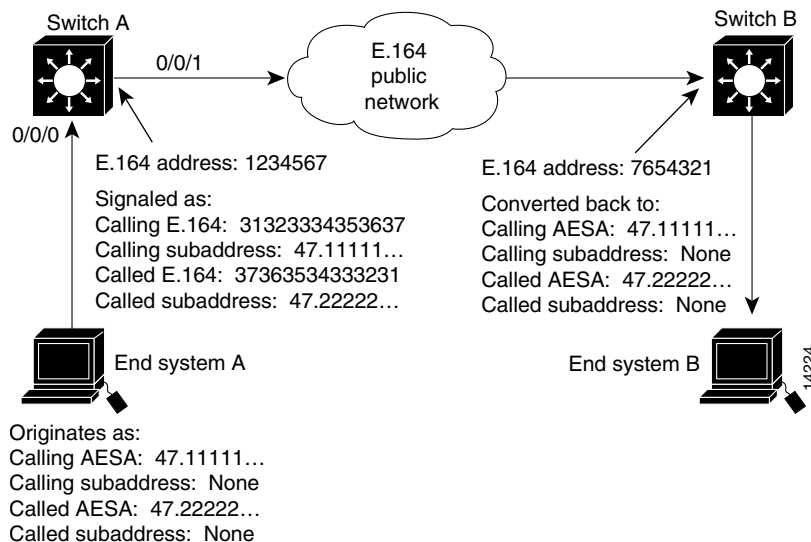 Switch A
Switch B
0/0/1
E.164
public
network
0/0/0
E.164 address: 1234567
Signaled as:
Calling E.164: 31323334353637
Calling subaddress: 47.11111…
Called E.164: 37363534333231
Called subaddress: 47.22222…
E.164 address: 7654321
Converted back to:
Calling AESA: 47.11111…
Calling subaddress: None
Called AESA: 47.22222…
Called subaddress: None
End system A
End system B
14224
Originates as:
Calling AESA: 47.11111…
Calling subaddress: None
Called AESA: 47.22222…
Called subaddress: None